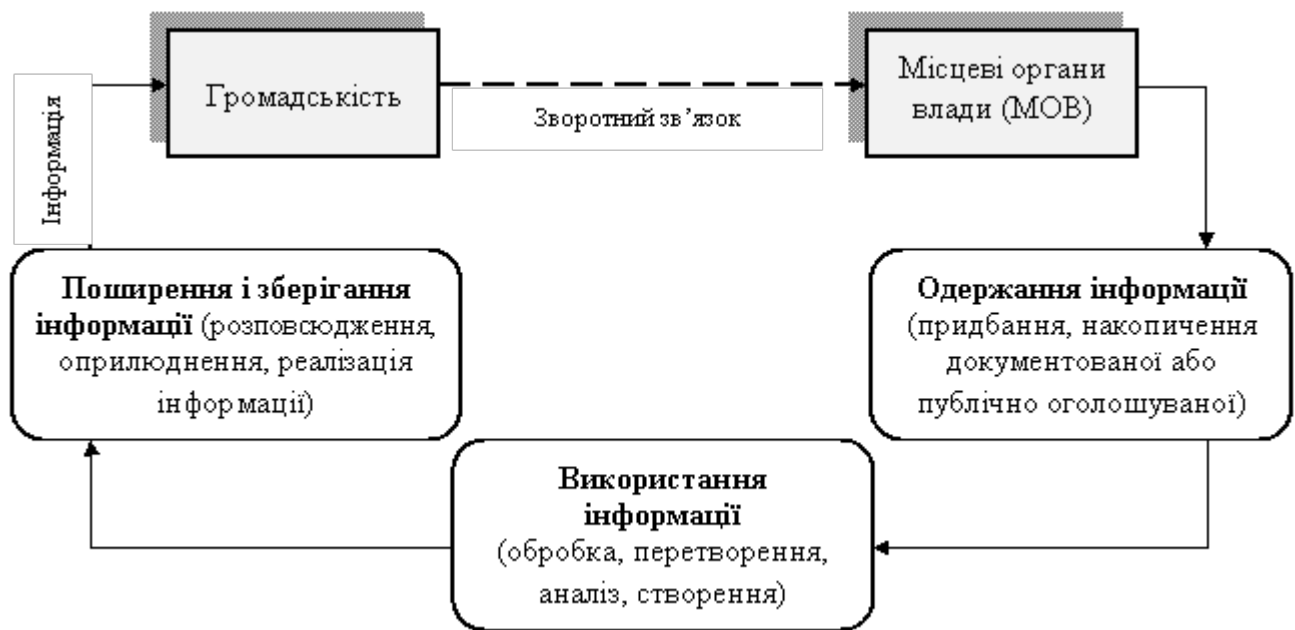 Громадськість
Зворотний зв’язок
Місцеві органи
влади (МОВ)
Інформація
Поширення і зберігання
інформації (розповсюдження,
оприлюднення, реалізація
інформації)
Одержання інформації
(придбання, накопичення
документованої або
публічно оголошуваної)
Використання
інформації
(обробка, перетворення,
аналіз, створення)